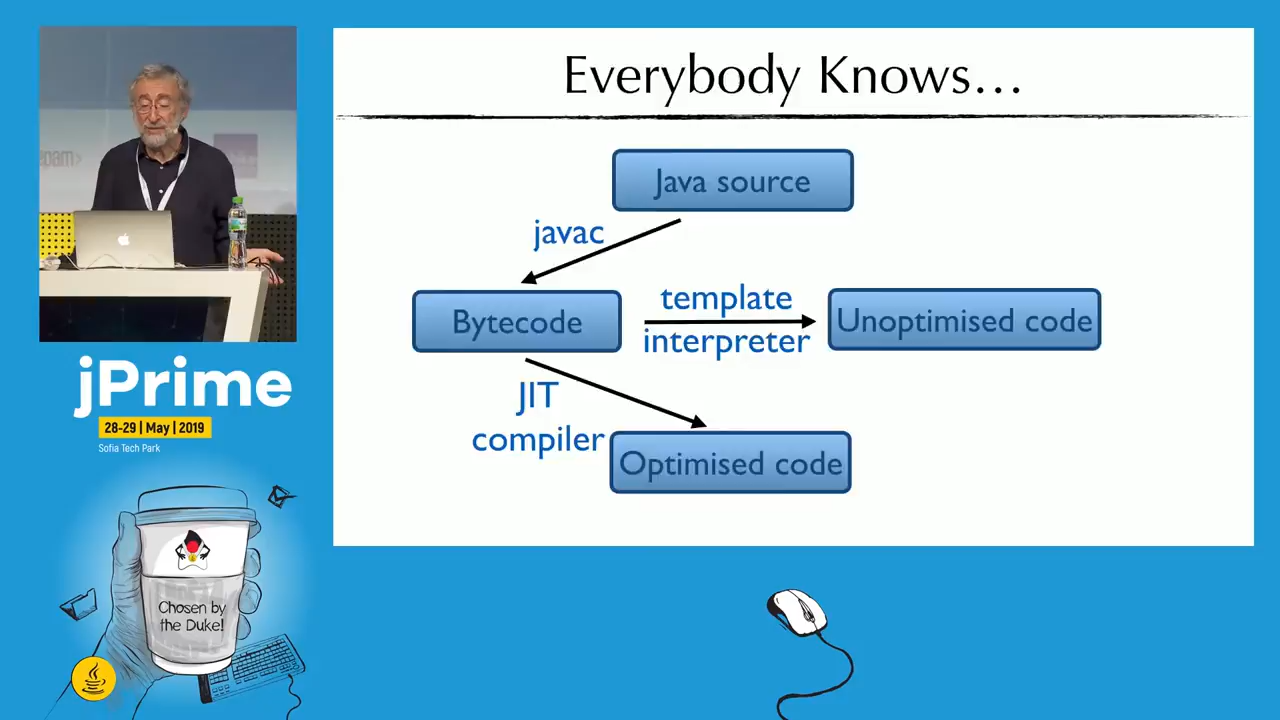 Everybody Knows...
Java source
javac
Bytecode
template
interpreter
Unoptimised code
JIT
compiler
Optimised code
jPrime
28-29 | May | 2019
Sofia Tech Park
Chosen by
the Duke!